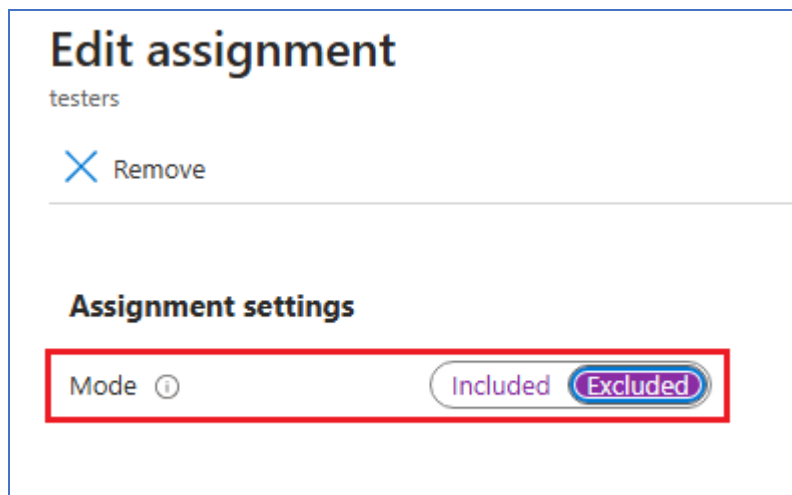 Edit assignment
testers
Remove
Assignment settings
Mode Included Excluded